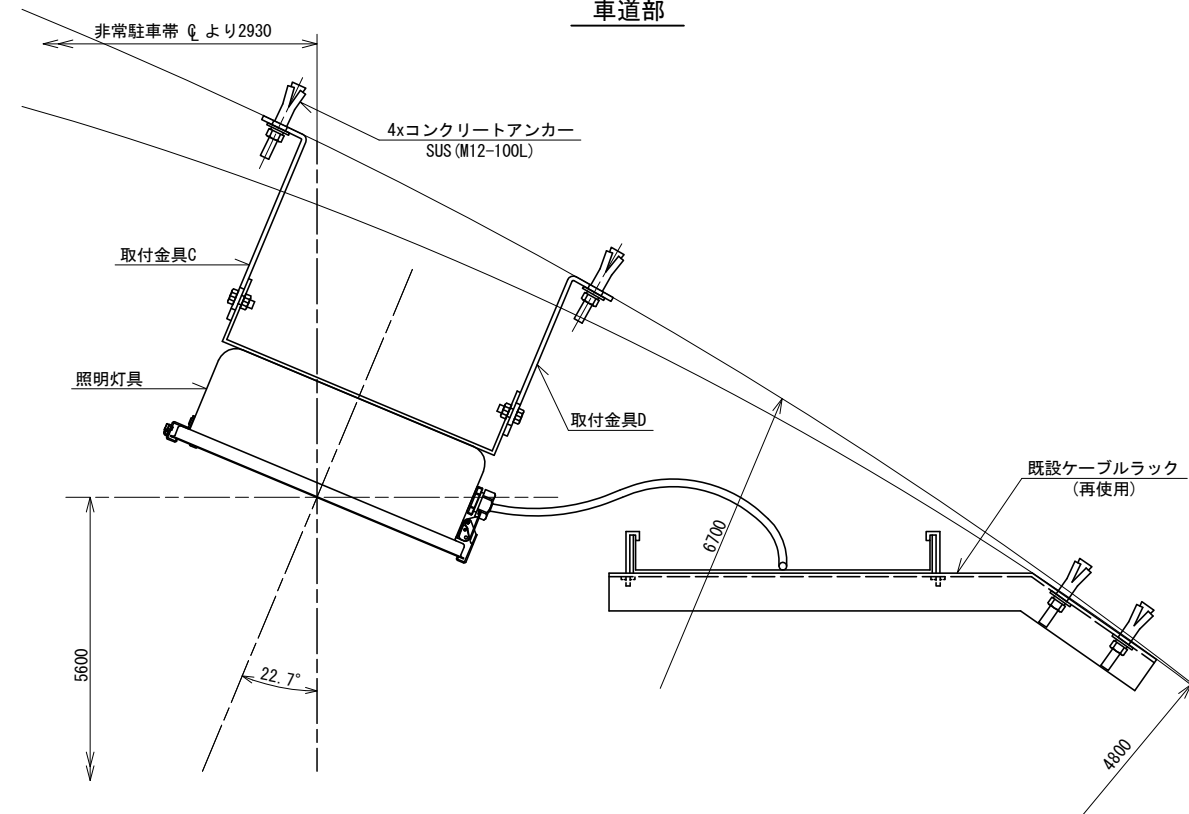 車道部
非常駐車帯 ℄ より2930
4xコンクリートアンカー
SUS(M12-100L)
取付金具C
照明灯具
取付金具D
既設ケーブルラック
(再使用)
6700
5600
22.7°
4800